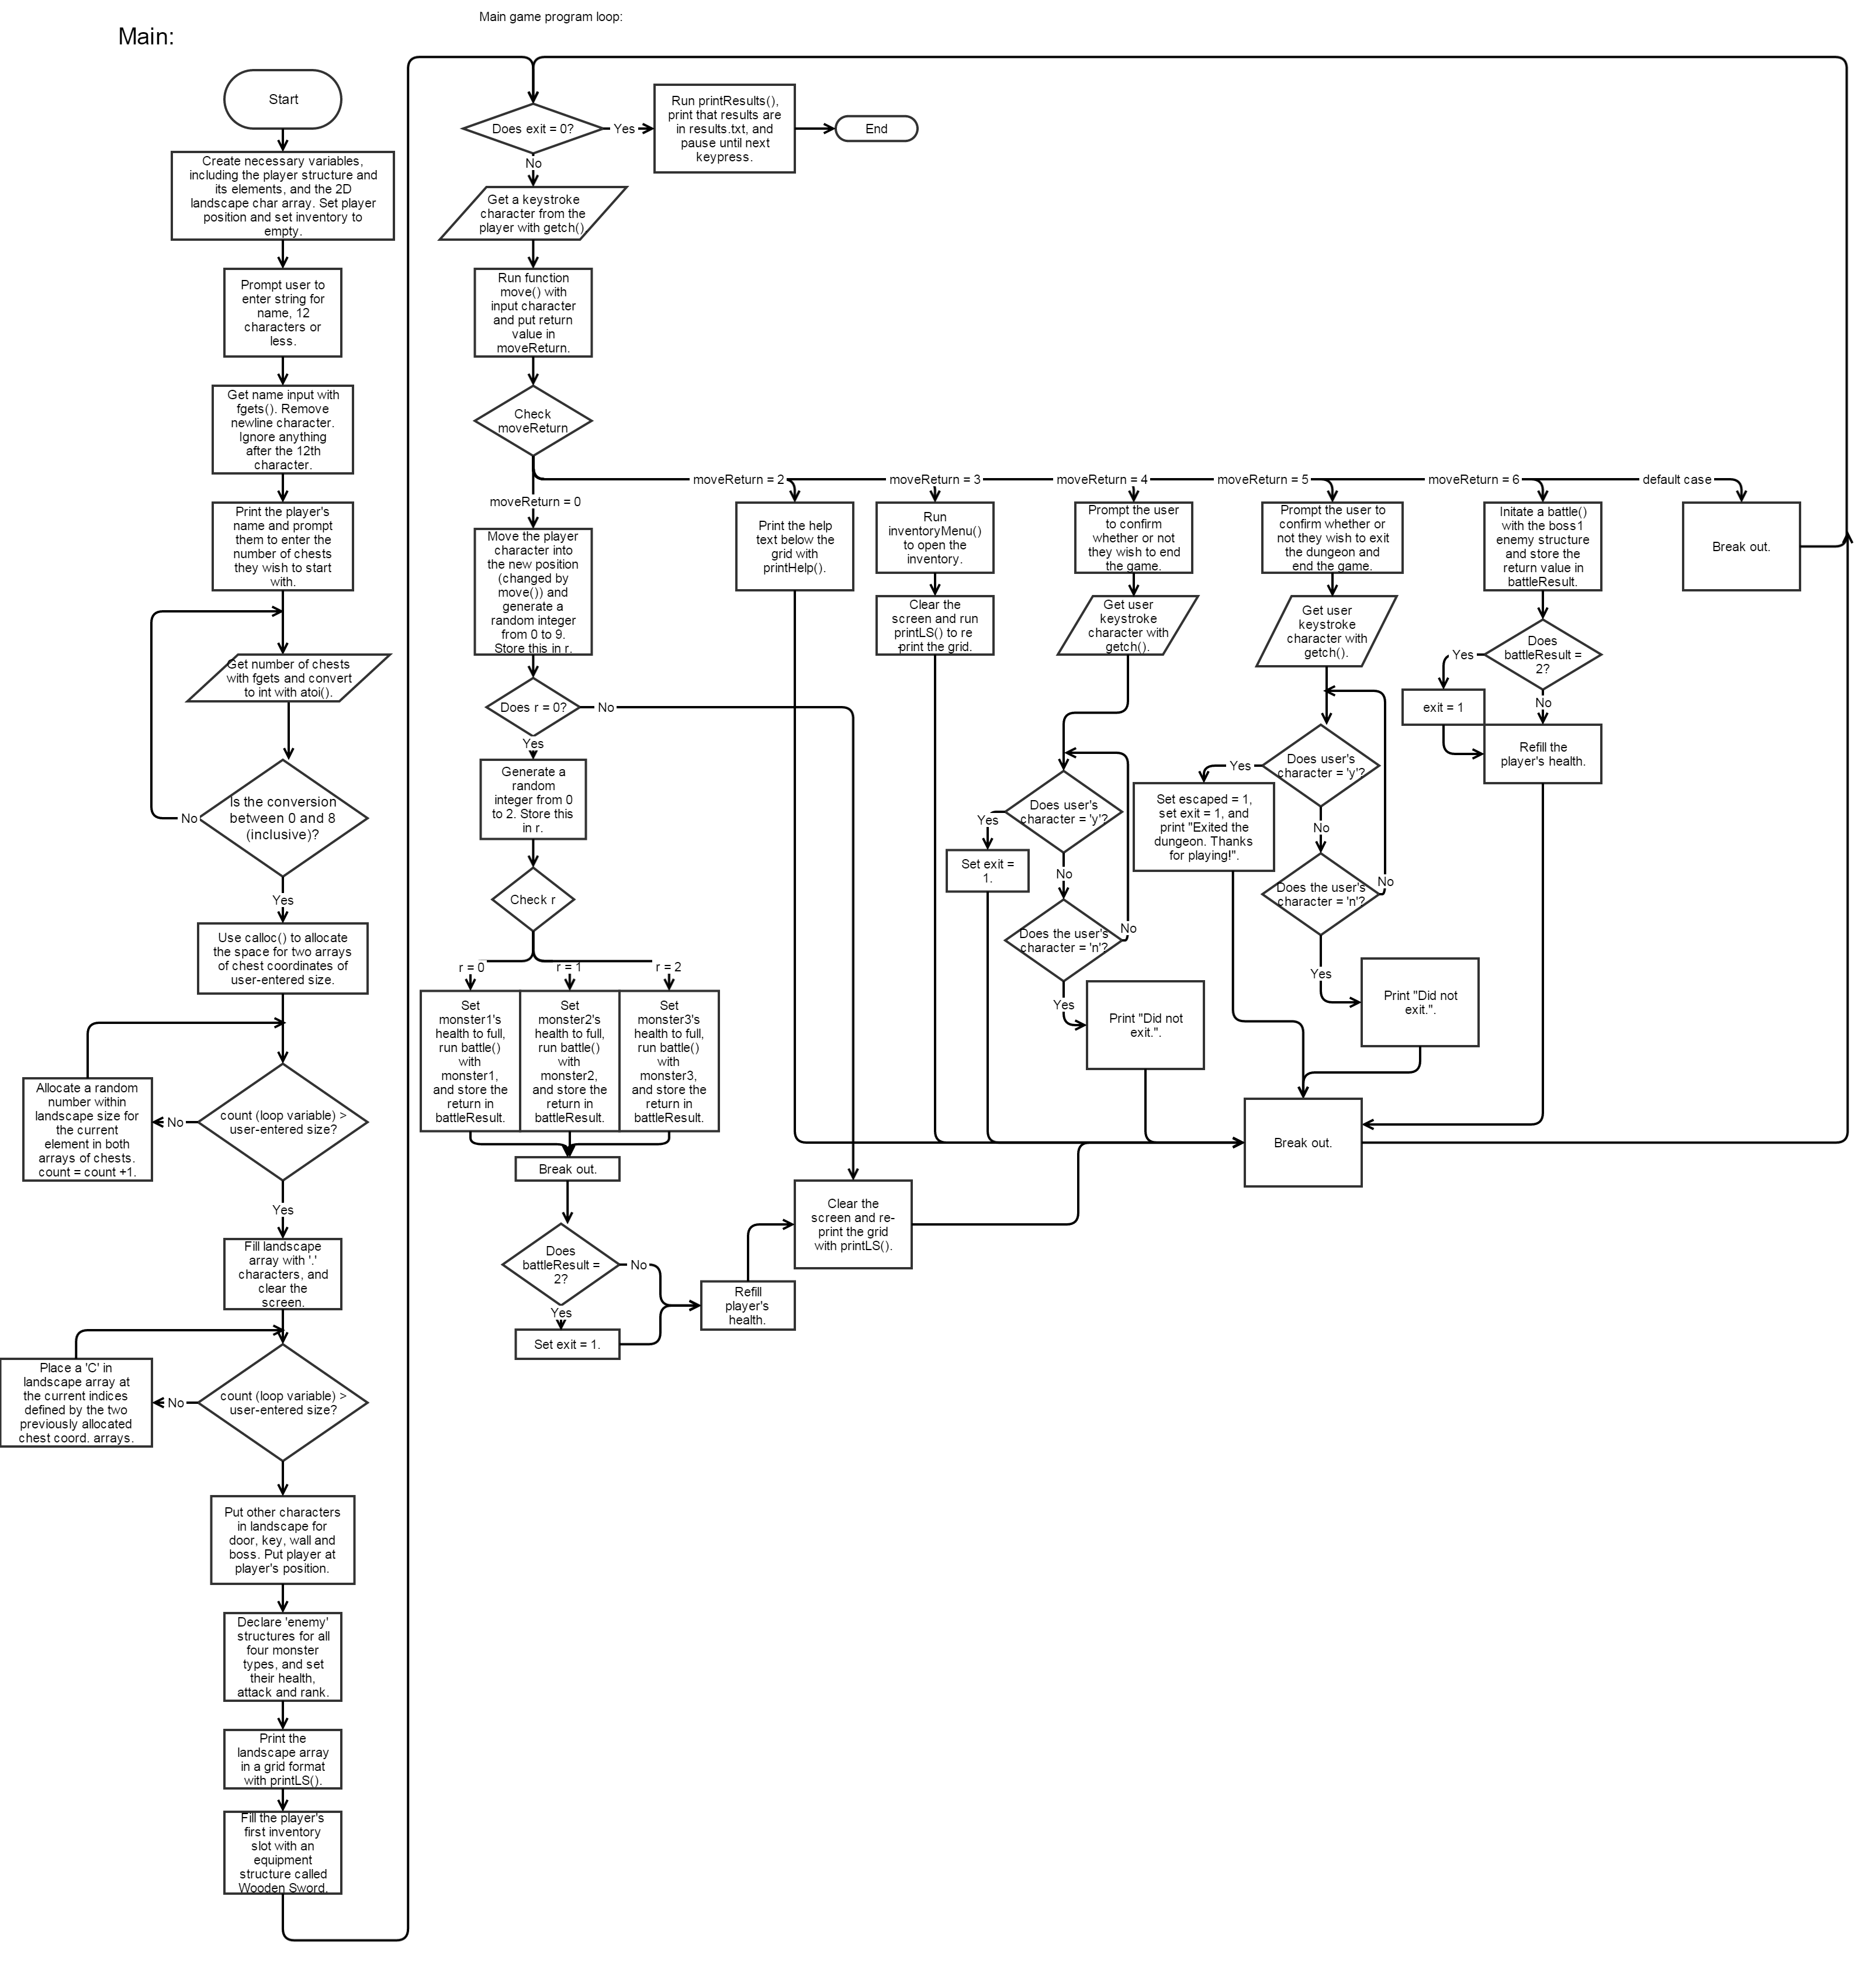 Main game program loop:
Main:
Start
Create necessary variables,
including the player structure and
its elements, and the 2D
landscape char array. Set player
position and set inventory to
empty.
Prompt user to
enter string for
name, 12
characters or
less.
Get name input with
fgets(). Remove
newline character.
Ignore anything
after the 12th
character.
Print the player's
name and prompt
them to enter the
number of chests
they wish to start
with.
Get number of chests
with fgets and convert
to int with atoi().
Is the conversion
between 0 and 8
(inclusive)?
No
Yes
Use calloc() to allocate
the space for two arrays
of chest coordinates of
user-entered size.
count (loop variable) >
user-entered size?
No
Allocate a random
number within
landscape size for
the current
element in both
arrays of chests.
count = count +1.
Yes
Fill landscape
array with '.'
characters, and
clear the
screen.
count (loop variable) >
user-entered size?
No
Place a 'C' in
landscape array at
the current indices
defined by the two
previously allocated
chest coord. arrays.
Put other characters
in landscape for
door, key, wall and
boss. Put player at
player's position.
Declare 'enemy'
structures for all
four monster
types, and set
their health,
attack and rank.
Print the
landscape array
in a grid format
with printLS().
Fill the player's
first inventory
slot with an
equipment
structure called
Wooden Sword.
Does exit = 0?
Yes
Run printResults(),
print that results are
in results.txt, and
pause until next
keypress.
End
No
Get a keystroke
character from the
player with getch()
Run function
move() with
input character
and put return
value in
moveReturn.
Check
moveReturn
moveReturn = 0
moveReturn = 2
moveReturn = 3
moveReturn = 4
moveReturn = 5
moveReturn = 6
default case
Move the player
character into
the new position
(changed by
move()) and
generate a
random integer
from 0 to 9.
Store this in r.
Does r = 0?
No
Yes
Generate a
random
integer from 0
to 2. Store this
in r.
Check r
r = 0
r = 1
r = 2
Set
monster1's
health to full,
run battle()
with
monster1,
and store the
return in
battleResult.
Set
monster2's
health to full,
run battle()
with
monster2,
and store the
return in
battleResult.
Set
monster3's
health to full,
run battle()
with
monster3,
and store the
return in
battleResult.
Break out.
Does
battleResult =
2?
No
Yes
Set exit = 1.
Refill
player's
health.
Clear the
screen and re-
print the grid
with printLS().
Print the help
text below the
grid with
printHelp().
Run
inventoryMenu()
to open the
inventory.
Clear the
screen and run
printLS() to re
-print the grid.
Prompt the user
to confirm
whether or not
they wish to end
the game.
Get user
keystroke
character with
getch().
Does user's
character = 'y'?
Yes
Set exit =
1.
No
Does the user's
character = 'n'?
No
Yes
Print "Did not
exit.".
Prompt the user to
confirm whether or
not they wish to exit
the dungeon and
end the game.
Get user
keystroke
character with
getch().
Does user's
character = 'y'?
Yes
Set escaped = 1,
set exit = 1, and
print "Exited the
dungeon. Thanks
for playing!".
No
Does the user's
character = 'n'?
No
Yes
Print "Did not
exit.".
Initate a battle()
with the boss1
enemy structure
and store the
return value in
battleResult.
Does
battleResult =
2?
Yes
exit = 1
No
Refill the
player's health.
Break out.
Break out.